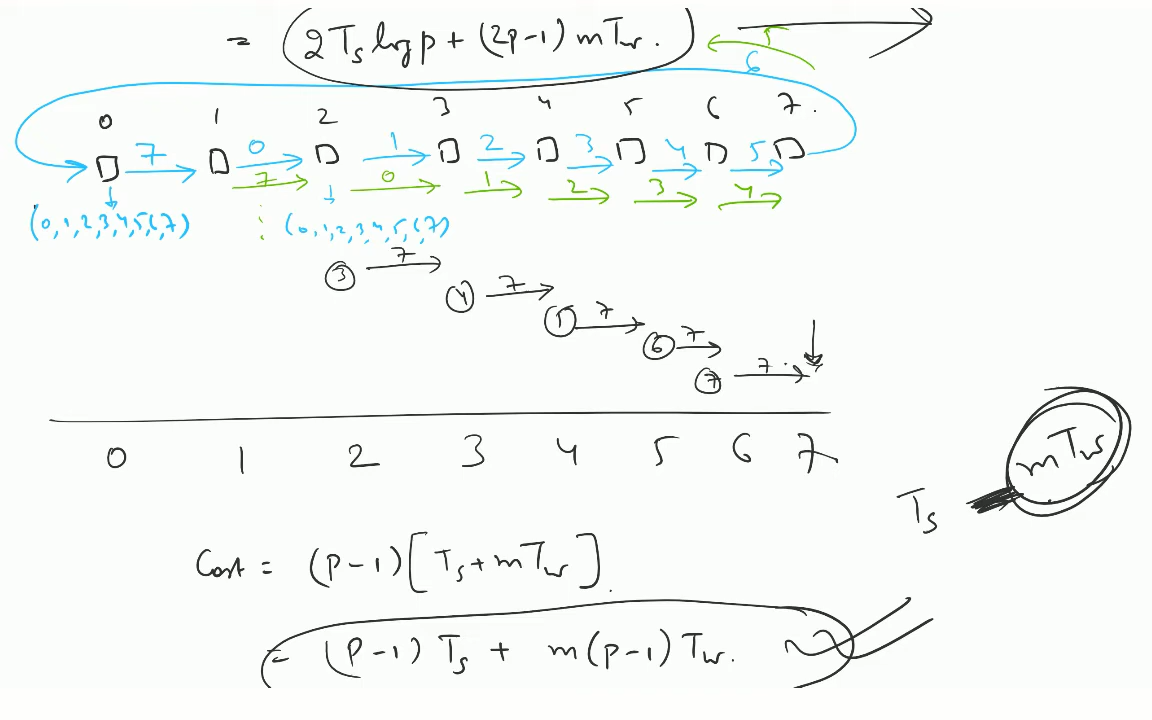 = (2Ts log p + (2p-1) mTw.)
5
6
0 1 2 3 4 5 6 7.
7 0 1 2 3 4 5
7 0 1 2 3 4
(0,1,2,3,4,5,6,7) (0,1,2,3,4,5,6,7)
3 7
4 7
5 7
6 7
7 7
0 1 2 3 4 5 6 7
mTw
Ts
Cost = (P-1)[Ts+mTw].
= (P-1) Ts + m(p-1) Tw.